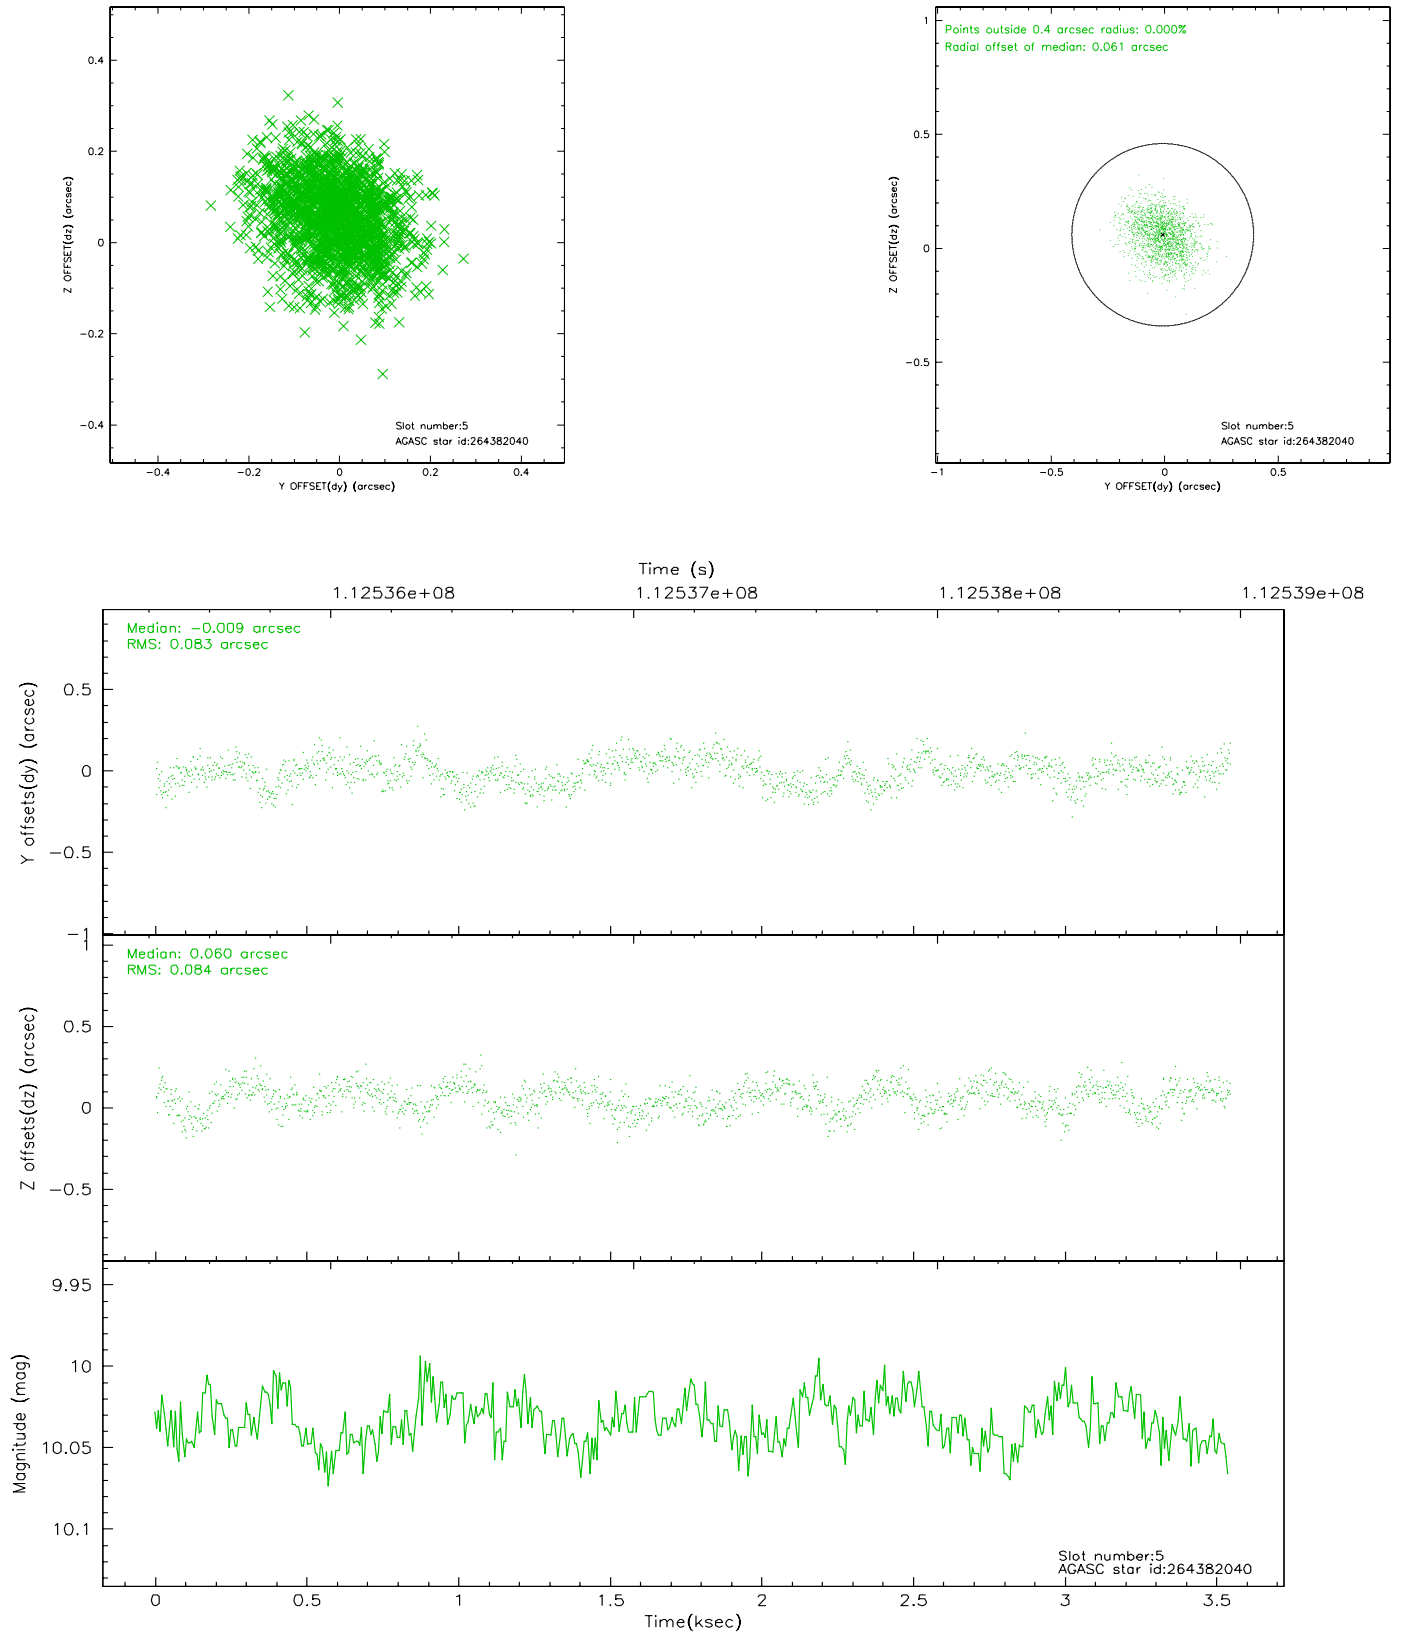 0.4
0.2
0
-0.2
-0.4
Z OFFSET(dz) (arcsec)
Slot number:5
AGASC star id:264382040
-0.4 -0.2 0 0.2 0.4
Y OFFSET(dy) (arcsec)
Points outside 0.4 arcsec radius: 0.000%
Radial offset of median: 0.061 arcsec
1
0.5
0
-0.5
Z OFFSET(dz) (arcsec)
Slot number:5
AGASC star id:264382040
-1 -0.5 0 0.5
Y OFFSET(dy) (arcsec)
Time (s)
1.12536e+08 1.12537e+08 1.12538e+08 1.12539e+08
Median: -0.009 arcsec
RMS: 0.083 arcsec
0.5
0
-0.5
-1
Y offsets(dy) (arcsec)
Median: 0.060 arcsec
RMS: 0.084 arcsec
1
0.5
0
-0.5
Z offsets(dz) (arcsec)
9.95
10
10.05
10.1
Magnitude (mag)
Slot number:5
AGASC star id:264382040
0 0.5 1 1.5 2 2.5 3 3.5
Time(ksec)